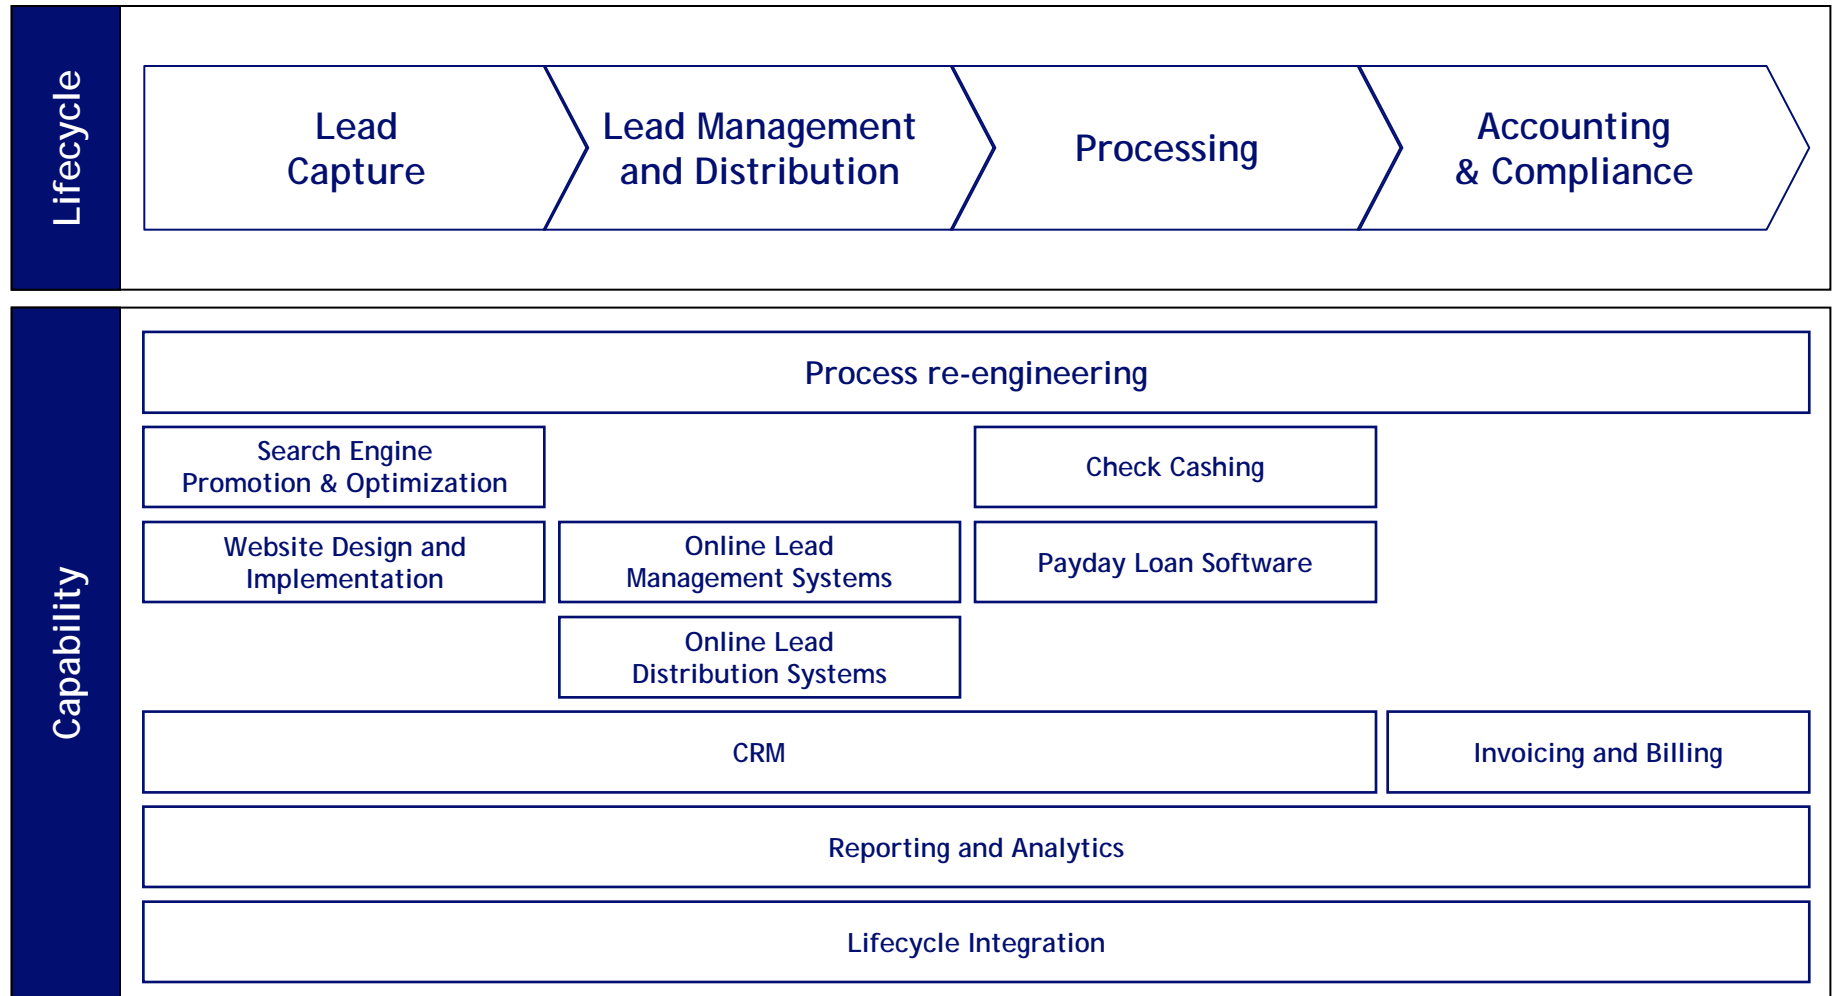 Lifecycle
Lead
Capture
Lead Management
and Distribution
Processing
Accounting
& Compliance
Capability
Process re-engineering
Search Engine
Promotion & Optimization
Check Cashing
Website Design and
Implementation
Online Lead
Management Systems
Payday Loan Software
Online Lead
Distribution Systems
CRM
Invoicing and Billing
Reporting and Analytics
Lifecycle Integration